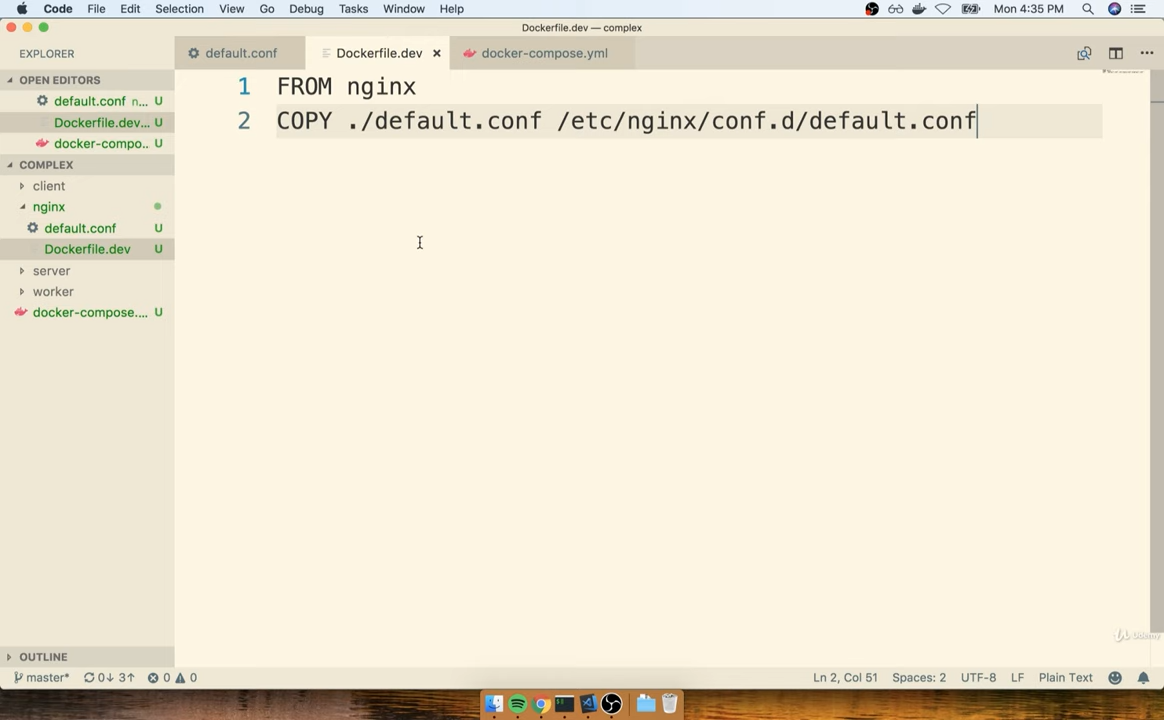 Code File Edit Selection View Go Debug Tasks Window Help Mon 4:35 PM
Dockerfile.dev — complex
EXPLORER default.conf Dockerfile.dev × docker-compose.yml
OPEN EDITORS
default.conf n... U
Dockerfile.dev... U
docker-compo.. U
COMPLEX
client
nginx
default.conf U
Dockerfile.dev U
server
worker
docker-compose.... U
1 FROM nginx
2 COPY ./default.conf /etc/nginx/conf.d/default.conf
Udemy
OUTLINE
master* 0↓ 3↑ 0 0 Ln 2, Col 51 Spaces: 2 UTF-8 LF Plain Text